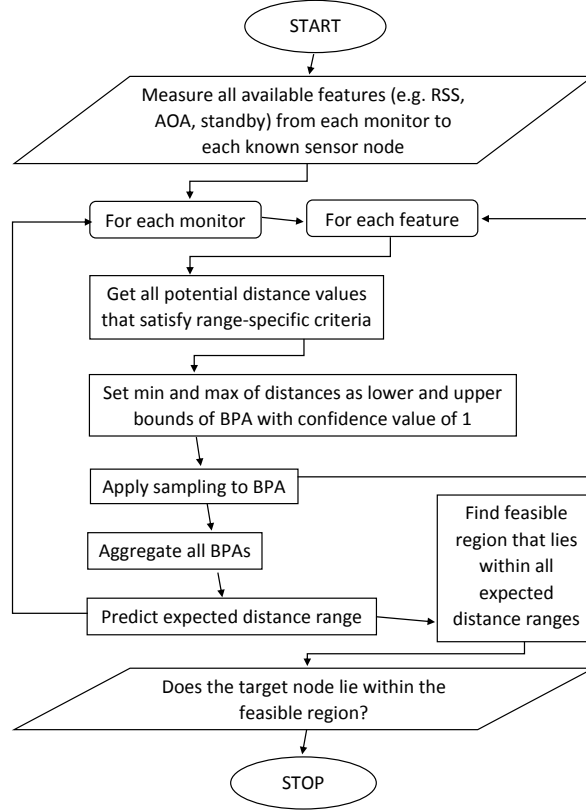 START
Measure all available features (e.g. RSS,
AOA, standby) from each monitor to
each known sensor node
For each monitor
For each feature
Get all potential distance values
that satisfy range-specific criteria
Set min and max of distances as lower and upper
bounds of BPA with confidence value of 1
Apply sampling to BPA
Aggregate all BPAs
Predict expected distance range
Find feasible
region that lies
within all
expected
distance ranges
Does the target node lie within the
feasible region?
STOP